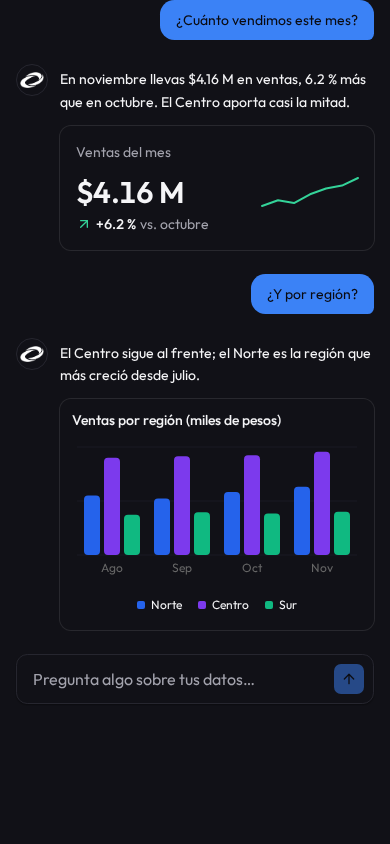 ¿Cuánto vendimos este mes?
En noviembre llevas $4.16 M en ventas, 6.2 % más
que en octubre. El Centro aporta casi la mitad.
Ventas del mes
$4.16 M
+6.2 % vs. octubre
¿Y por región?
El Centro sigue al frente; el Norte es la región que
más creció desde julio.
Ventas por región (miles de pesos)
Ago Sep Oct Nov
Norte Centro Sur
Pregunta algo sobre tus datos…